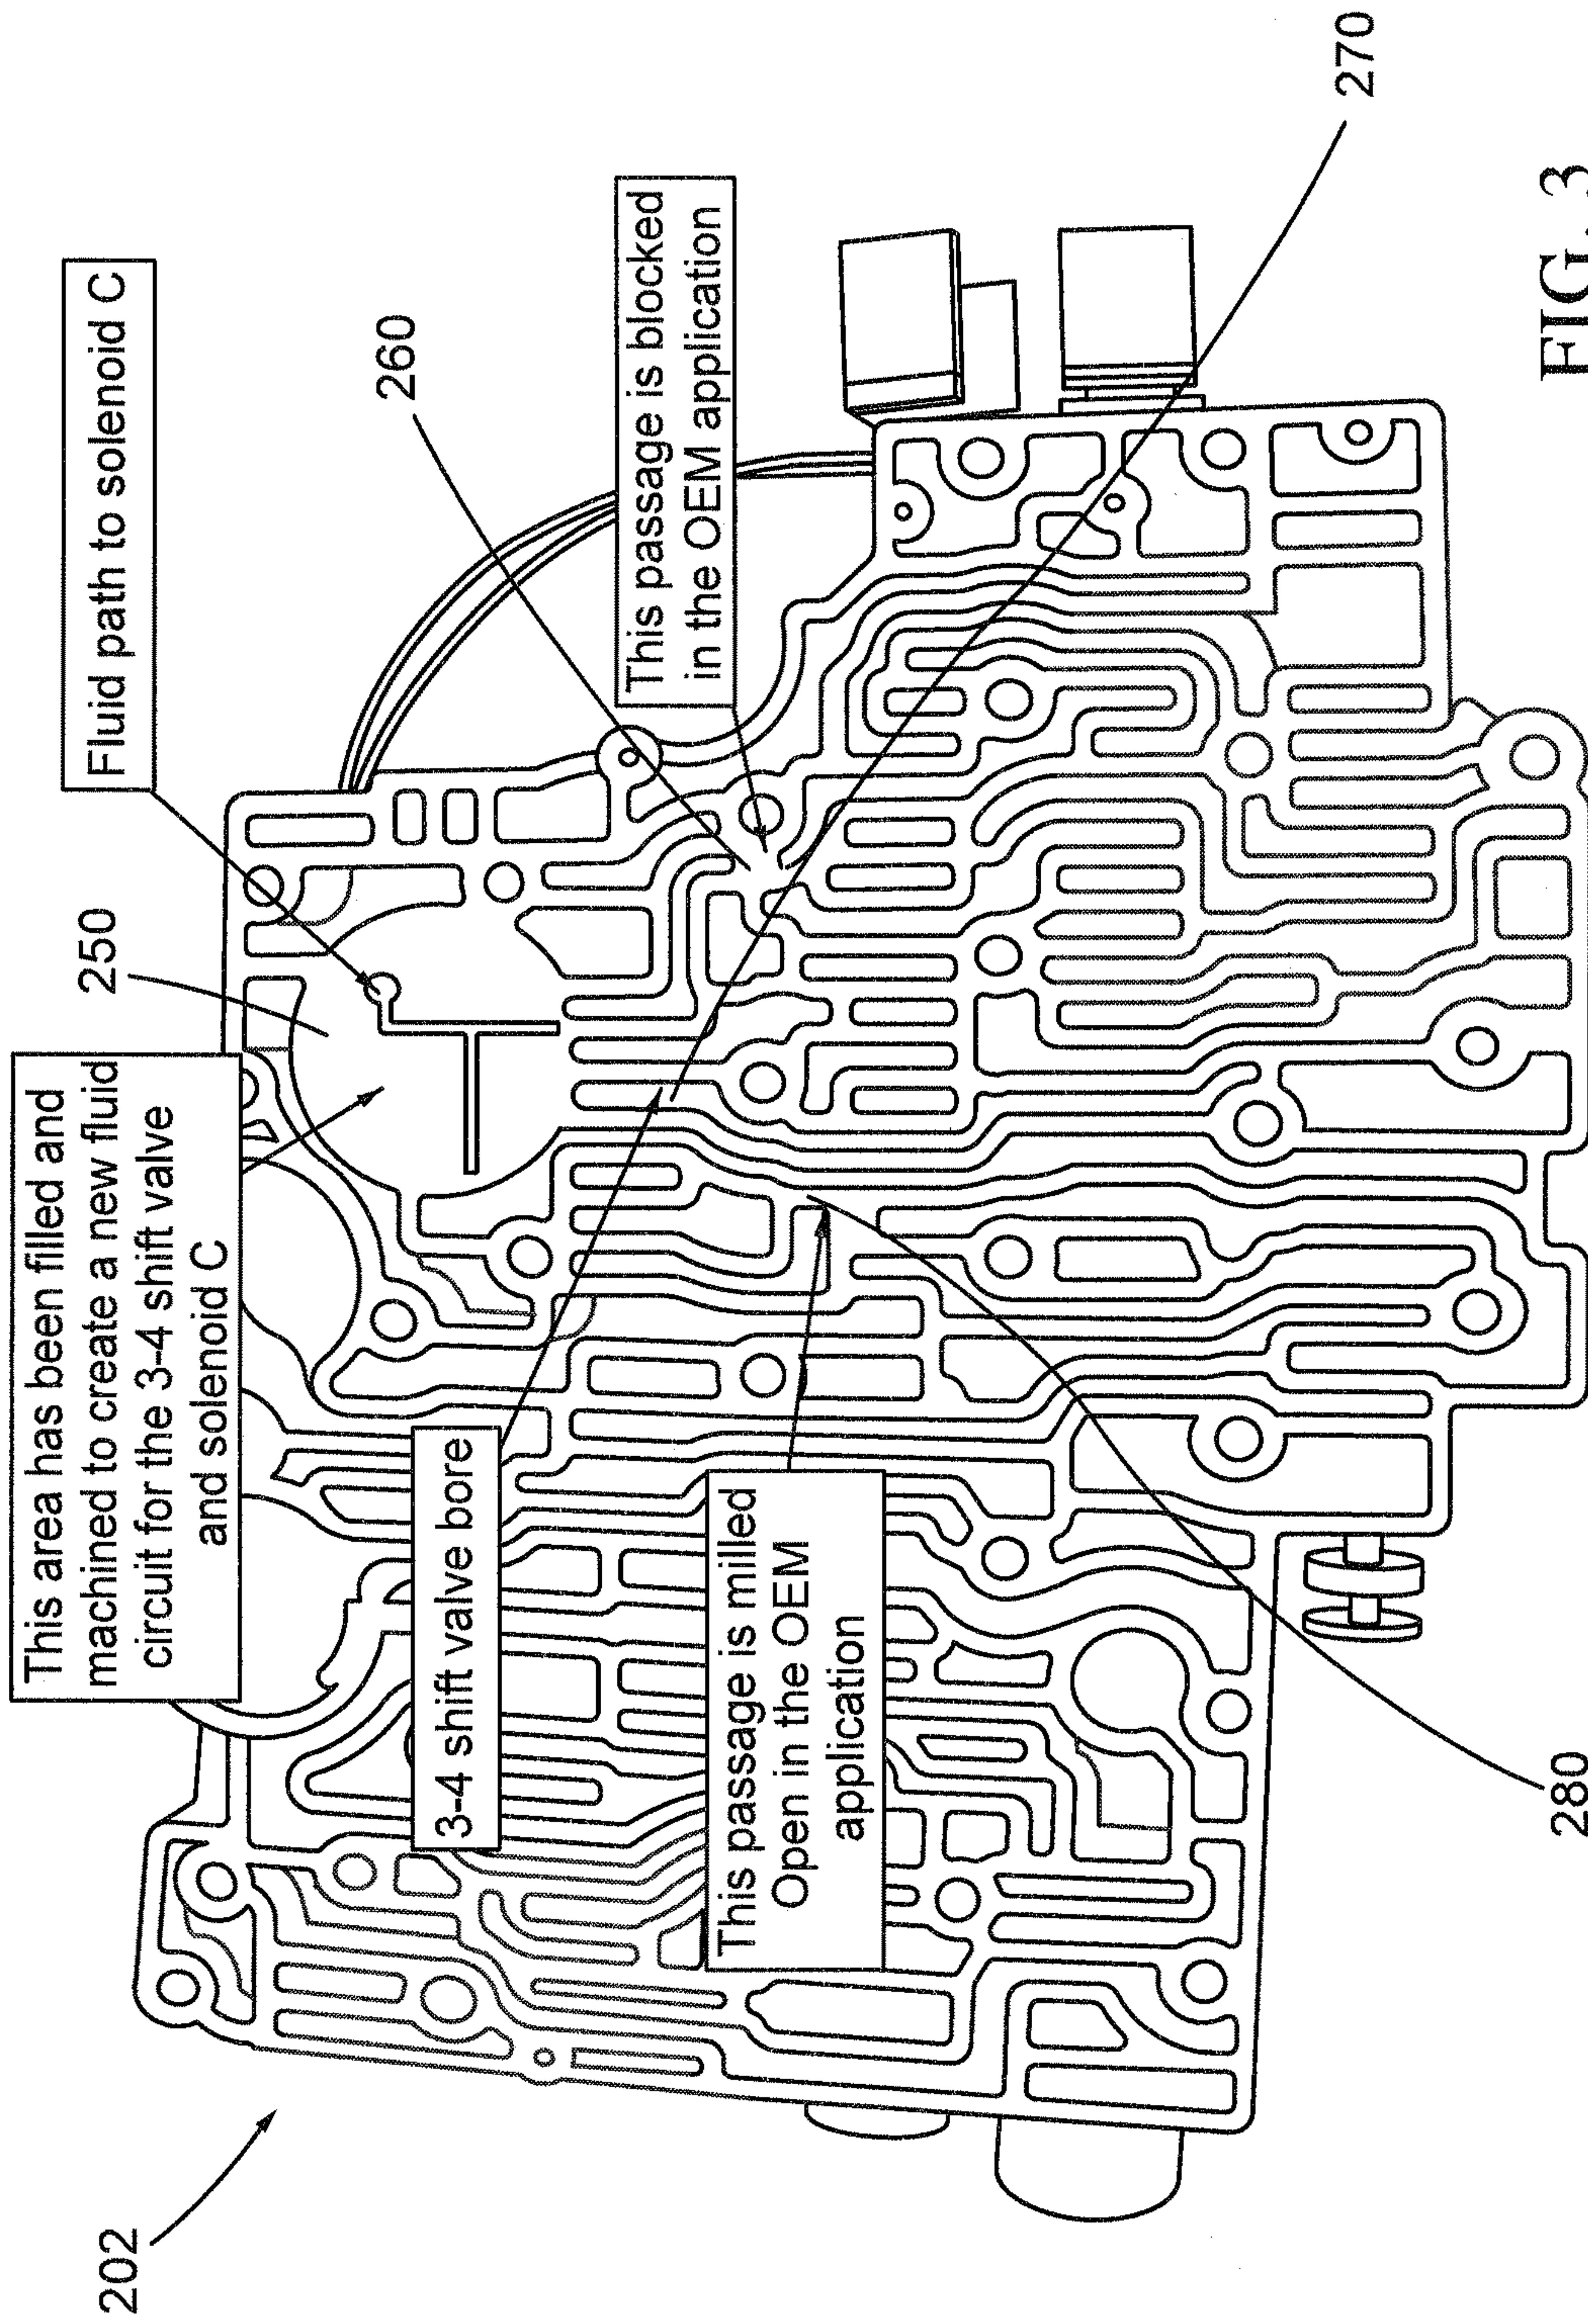 202
This area has been filled and
machined to create a new fluid
circuit for the 3-4 shift valve
and solenoid C
250
Fluid path to solenoid C
260
3-4 shift valve bore
This passage is blocked
in the OEM application
This passage is milled
Open in the OEM
application
270
280
FIG. 3